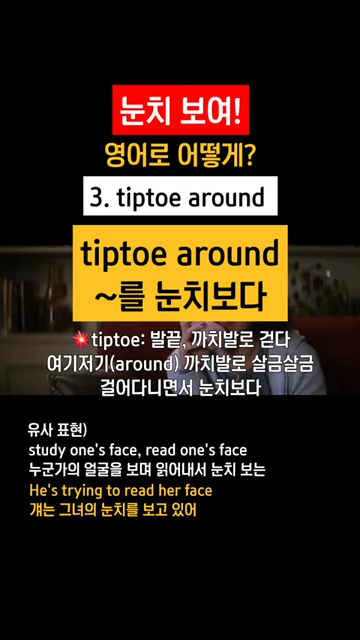 눈치 보여!
영어로 어떻게?
3. tiptoe around
tiptoe around
~를 눈치보다
💥tiptoe: 발끝, 까치발로 걷다
여기저기(around) 까치발로 살금살금
걸어다니면서 눈치보다
유사 표현)
study one's face, read one's face
누군가의 얼굴을 보며 읽어내서 눈치 보는
He's trying to read her face
걔는 그녀의 눈치를 보고 있어